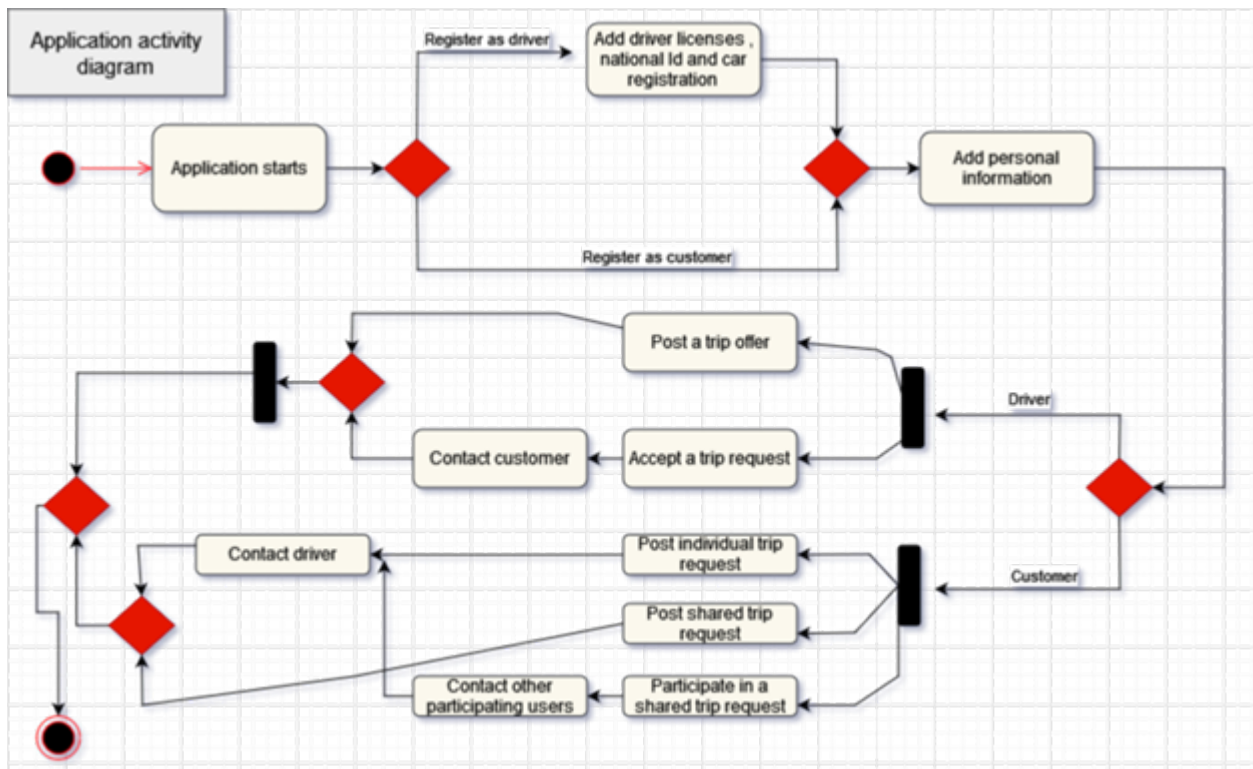 Application activity
diagram
Register as driver
Add driver licenses ,
national Id and car
registration
Application starts
Add personal
information
Register as customer
Post a trip offer
Driver
Contact customer
Accept a trip request
Contact driver
Post individual trip
request
Customer
Post shared trip
request
Contact other
participating users
Participate in a
shared trip request